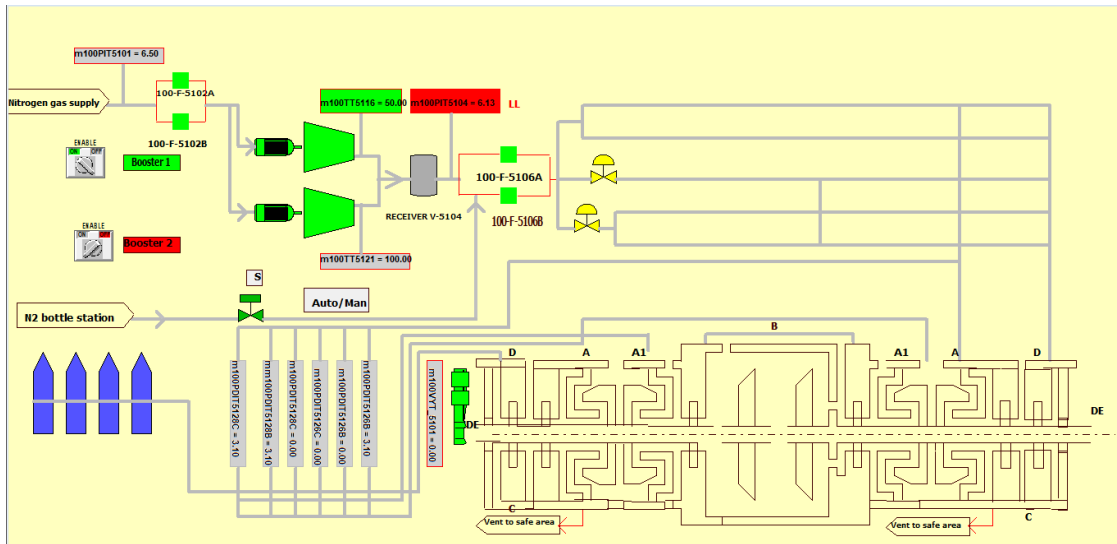 m100PIT5101 = 6.50
Nitrogen gas supply
100-F-5102A
100-F-5102B
ENABLE
ON OFF
Booster 1
ENABLE
ON OFF
Booster 2
m100TT5116 = 50.00
m100PIT5104 = 6.13
LL
RECEIVER V-5104
100-F-5106A
100-F-5106B
m100TT5121 = 100.00
S
Auto/Man
N2 bottle station
m100PDIT5128C = 3.10
mm100PDIT5128B = 3.10
m100PDIT5128C = 0.00
m100PDIT5126C = 0.00
m100PDIT5126B = 0.00
m100PDIT5126B = 3.10
m100VYT_5101 = 0.00
D
A
A1
B
A1
A
D
DE
DE
C
C
Vent to safe area
Vent to safe area